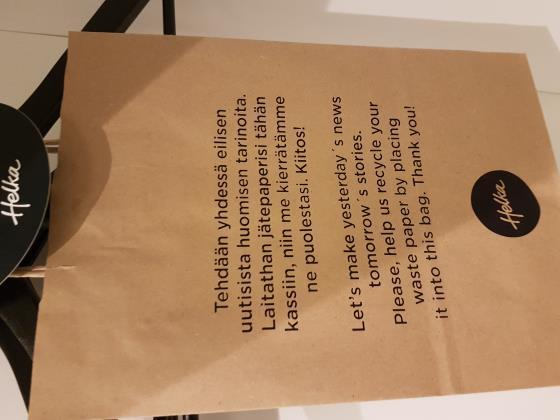 Helka
Tehdään yhdessä eilisen
uutisista huomisen tarinoita.
Laitathan jätepaperisi tähän
kassiin, niin me kierrätämme
ne puolestasi. Kiitos!
Let's make yesterday´s news
tomorrow´s stories.
Please, help us recycle your
waste paper by placing
it into this bag. Thank you!
Helka